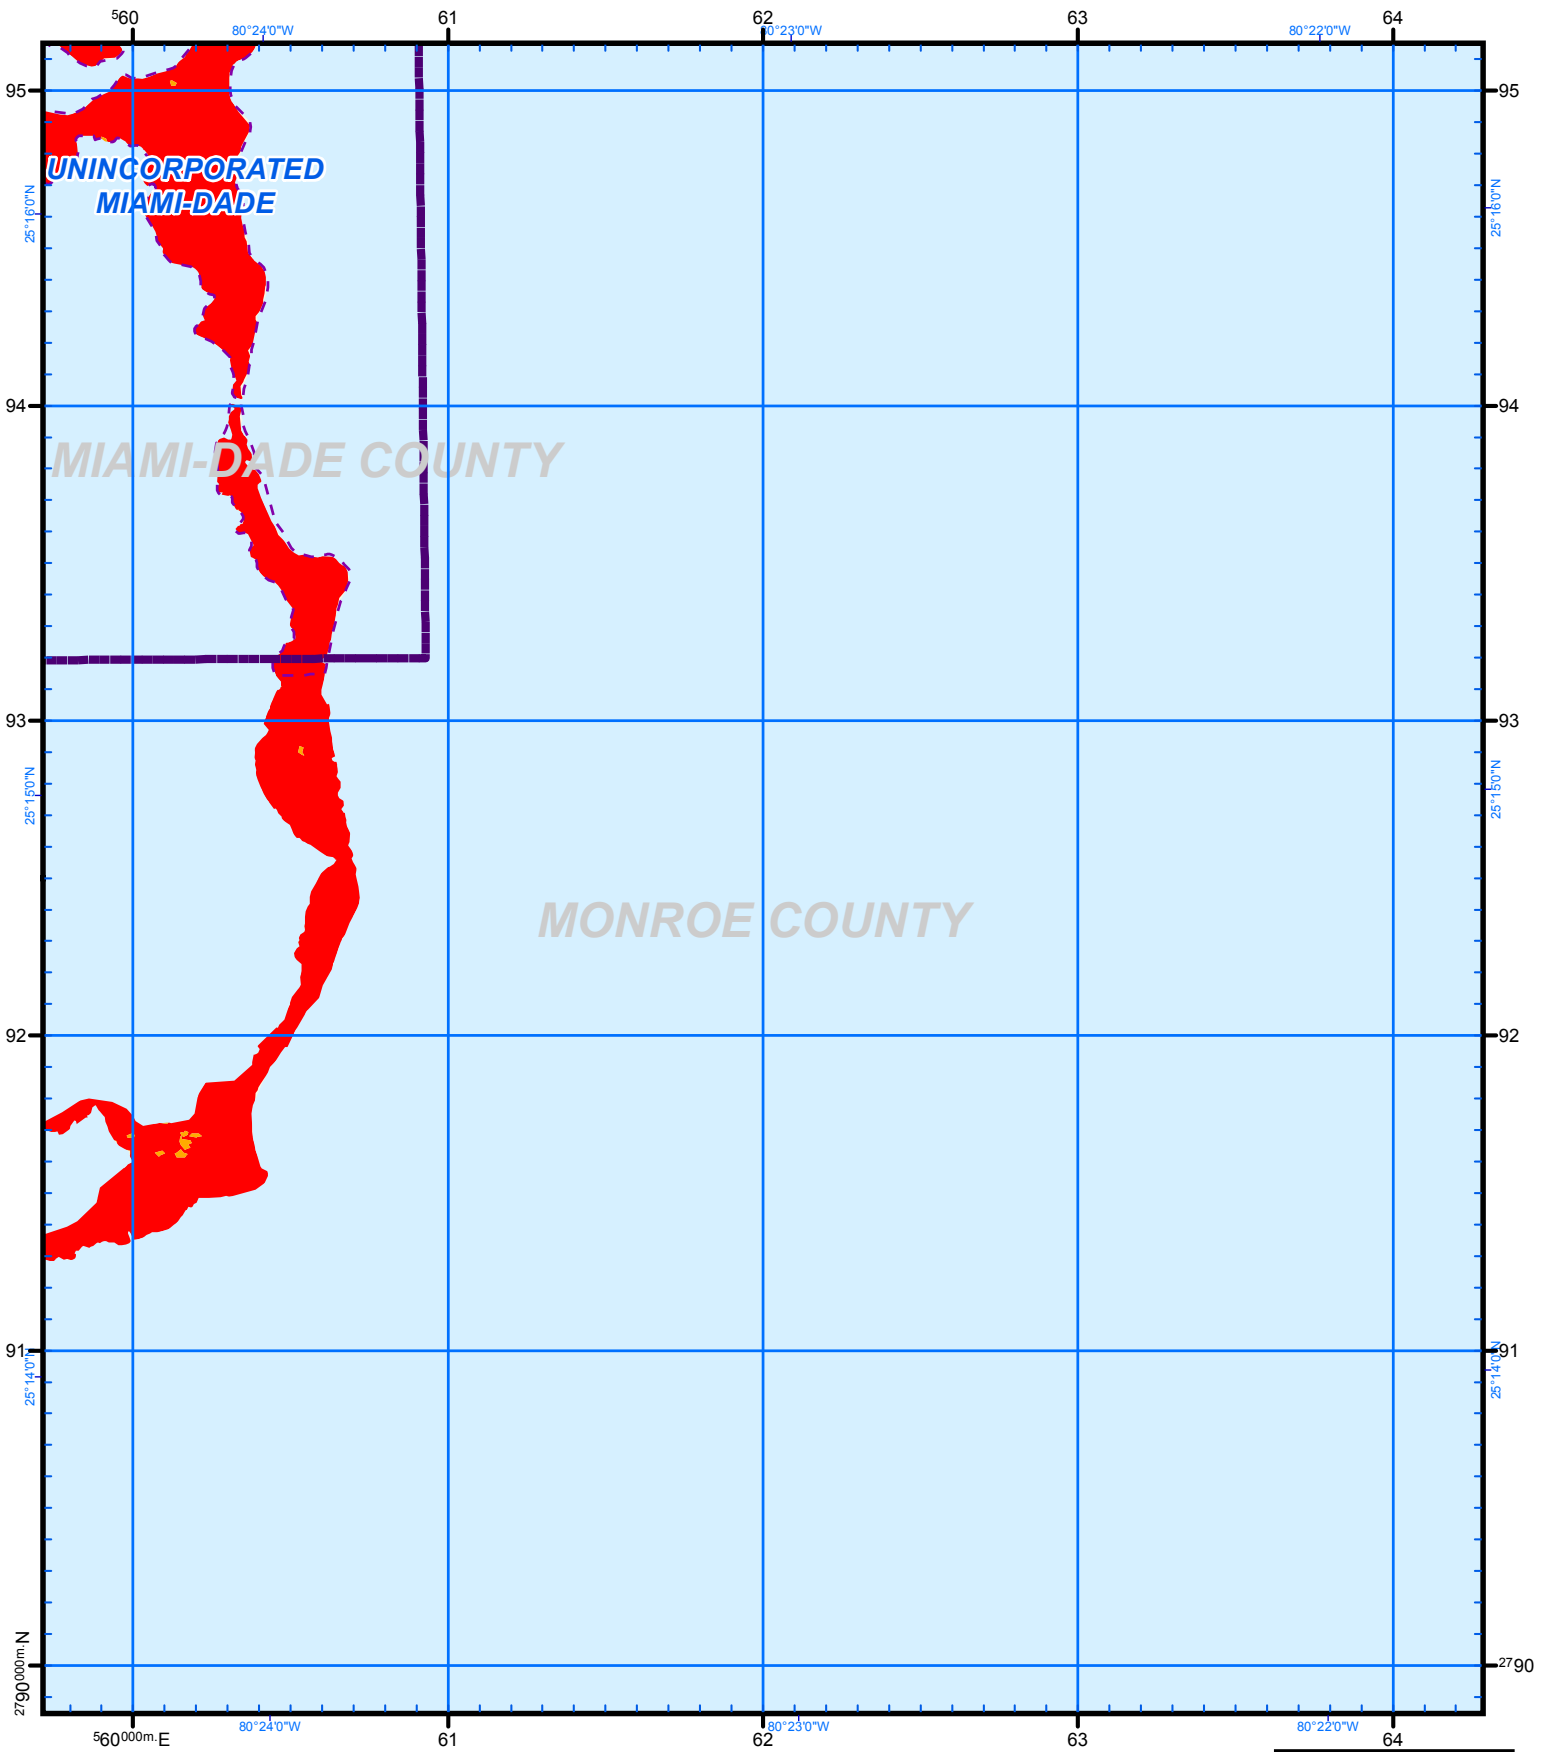 ⁵60 61 62 63 64
80°24'0"W 80°23'0"W 80°22'0"W
95 95
UNINCORPORATED
MIAMI-DADE
25°16'0"N 25°16'0"N
94 94
MIAMI-DADE COUNTY
93 93
25°15'0"N 25°15'0"N
MONROE COUNTY
92 92
91 91
25°14'0"N 25°14'0"N
²⁷90⁰⁰⁰ᵐ·N ²⁷90
80°24'0"W 80°23'0"W 80°22'0"W
⁵60⁰⁰⁰ᵐ·E 61 62 63 64